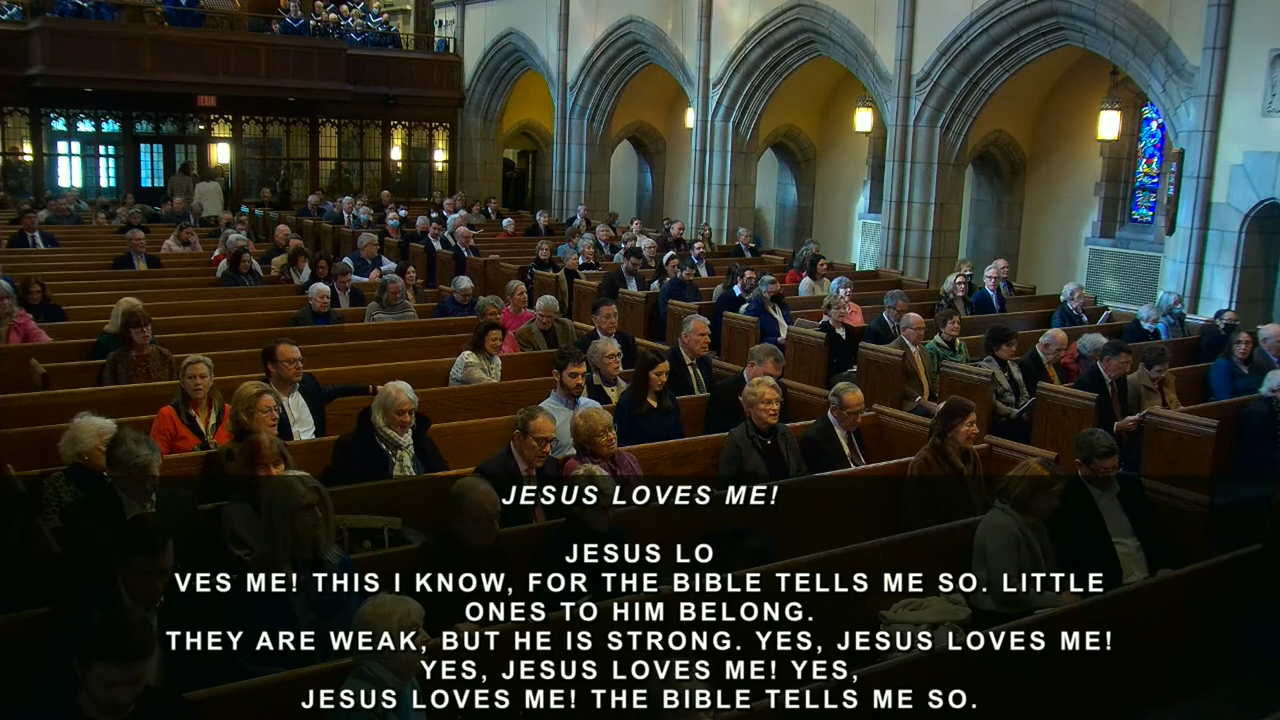 EXIT
JESUS LOVES ME!
JESUS LO
VES ME! THIS I KNOW, FOR THE BIBLE TELLS ME SO. LITTLE
ONES TO HIM BELONG.
THEY ARE WEAK, BUT HE IS STRONG. YES, JESUS LOVES ME!
YES, JESUS LOVES ME! YES,
JESUS LOVES ME! THE BIBLE TELLS ME SO.